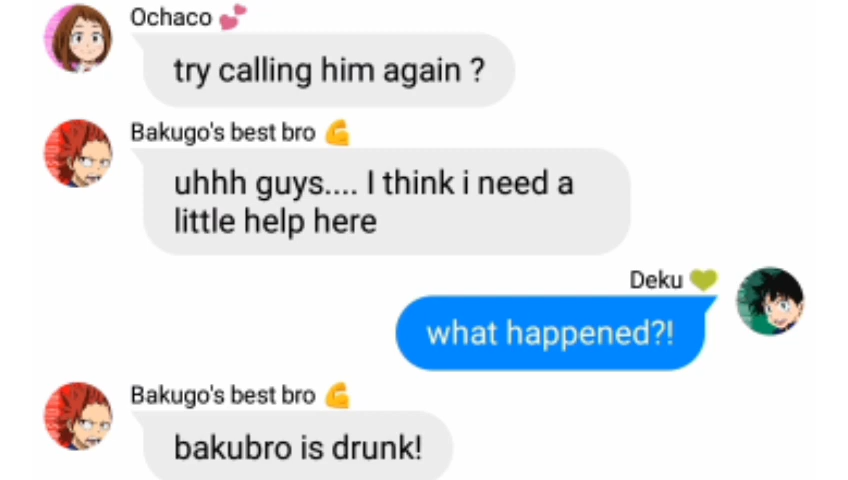 Ochaco 💕
try calling him again ?
Bakugo's best bro 💪
uhhh guys.... I think i need a
little help here
Deku 💚
what happened?!
Bakugo's best bro 💪
bakubro is drunk!